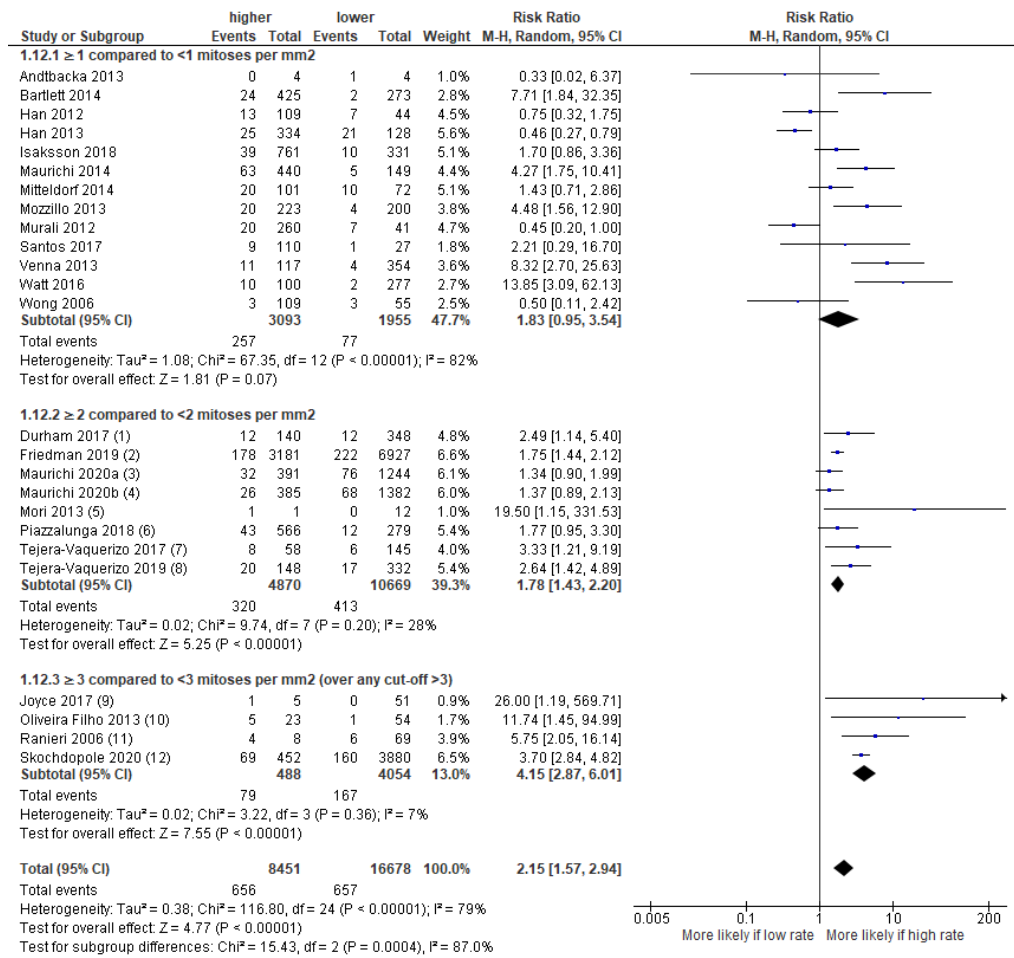 higher lower Risk Ratio Risk Ratio
Study or Subgroup Events Total Events Total Weight M-H, Random, 95% CI M-H, Random, 95% CI
1.12.1 ≥ 1 compared to <1 mitoses per mm2
Andtbacka 2013 0 4 1 4 1.0% 0.33 [0.02, 6.37]
Bartlett 2014 24 425 2 273 2.8% 7.71 [1.84, 32.35]
Han 2012 13 109 7 44 4.5% 0.75 [0.32, 1.75]
Han 2013 25 334 21 128 5.6% 0.46 [0.27, 0.79]
Isaksson 2018 39 761 10 331 5.1% 1.70 [0.86, 3.36]
Maurichi 2014 63 440 5 149 4.4% 4.27 [1.75, 10.41]
Mitteldorf 2014 20 101 10 72 5.1% 1.43 [0.71, 2.86]
Mozzillo 2013 20 223 4 200 3.8% 4.48 [1.56, 12.90]
Murali 2012 20 260 7 41 4.7% 0.45 [0.20, 1.00]
Santos 2017 9 110 1 27 1.8% 2.21 [0.29, 16.70]
Venna 2013 11 117 4 354 3.6% 8.32 [2.70, 25.63]
Watt 2016 10 100 2 277 2.7% 13.85 [3.09, 62.13]
Wong 2006 3 109 3 55 2.6% 0.50 [0.11, 2.42]
Subtotal (95% CI) 3093 1955 47.7% 1.83 [0.95, 3.54]
Total events 257 77
Heterogeneity: Tau² = 1.08; Chi² = 67.35, df = 12 (P < 0.00001); I² = 82%
Test for overall effect: Z = 1.81 (P = 0.07)
1.12.2 ≥ 2 compared to <2 mitoses per mm2
Durham 2017 (1) 12 140 12 348 4.8% 2.49 [1.14, 5.40]
Friedman 2019 (2) 178 3181 222 6927 6.6% 1.75 [1.44, 2.12]
Maurichi 2020a (3) 32 391 76 1244 6.1% 1.34 [0.90, 1.99]
Maurichi 2020b (4) 26 385 68 1382 6.0% 1.37 [0.89, 2.13]
Mori 2013 (5) 1 1 0 12 1.0% 19.50 [1.15, 331.53]
Piazzalunga 2018 (6) 43 566 12 279 5.4% 1.77 [0.95, 3.30]
Tejera-Vaquerizo 2017 (7) 8 58 6 145 4.0% 3.33 [1.21, 9.19]
Tejera-Vaquerizo 2019 (8) 20 148 17 332 5.4% 2.64 [1.42, 4.89]
Subtotal (95% CI) 4870 10669 39.3% 1.78 [1.43, 2.20]
Total events 320 413
Heterogeneity: Tau² = 0.02; Chi² = 9.74, df = 7 (P = 0.20); I² = 28%
Test for overall effect: Z = 5.25 (P < 0.00001)
1.12.3 ≥ 3 compared to <3 mitoses per mm2 (over any cut-off >3)
Joyce 2017 (9) 1 5 0 51 0.9% 26.00 [1.19, 569.71]
Oliveira Filho 2013 (10) 5 23 1 54 1.7% 11.74 [1.45, 94.99]
Ranieri 2006 (11) 4 8 6 69 3.9% 5.75 [2.05, 16.14]
Skochdopole 2020 (12) 69 452 160 3880 6.5% 3.70 [2.84, 4.82]
Subtotal (95% CI) 488 4054 13.0% 4.15 [2.87, 6.01]
Total events 79 167
Heterogeneity: Tau² = 0.02; Chi² = 3.22, df = 3 (P = 0.36); I² = 7%
Test for overall effect: Z = 7.55 (P < 0.00001)
Total (95% CI) 8451 16678 100.0% 2.15 [1.57, 2.94]
Total events 656 657
Heterogeneity: Tau² = 0.38; Chi² = 116.80, df = 24 (P < 0.00001); I² = 79%
Test for overall effect: Z = 4.77 (P < 0.00001)
Test for subgroup differences: Chi² = 15.43, df = 2 (P = 0.0004), I² = 87.0%
0.005 0.1 1 10 200
More likely if low rate More likely if high rate